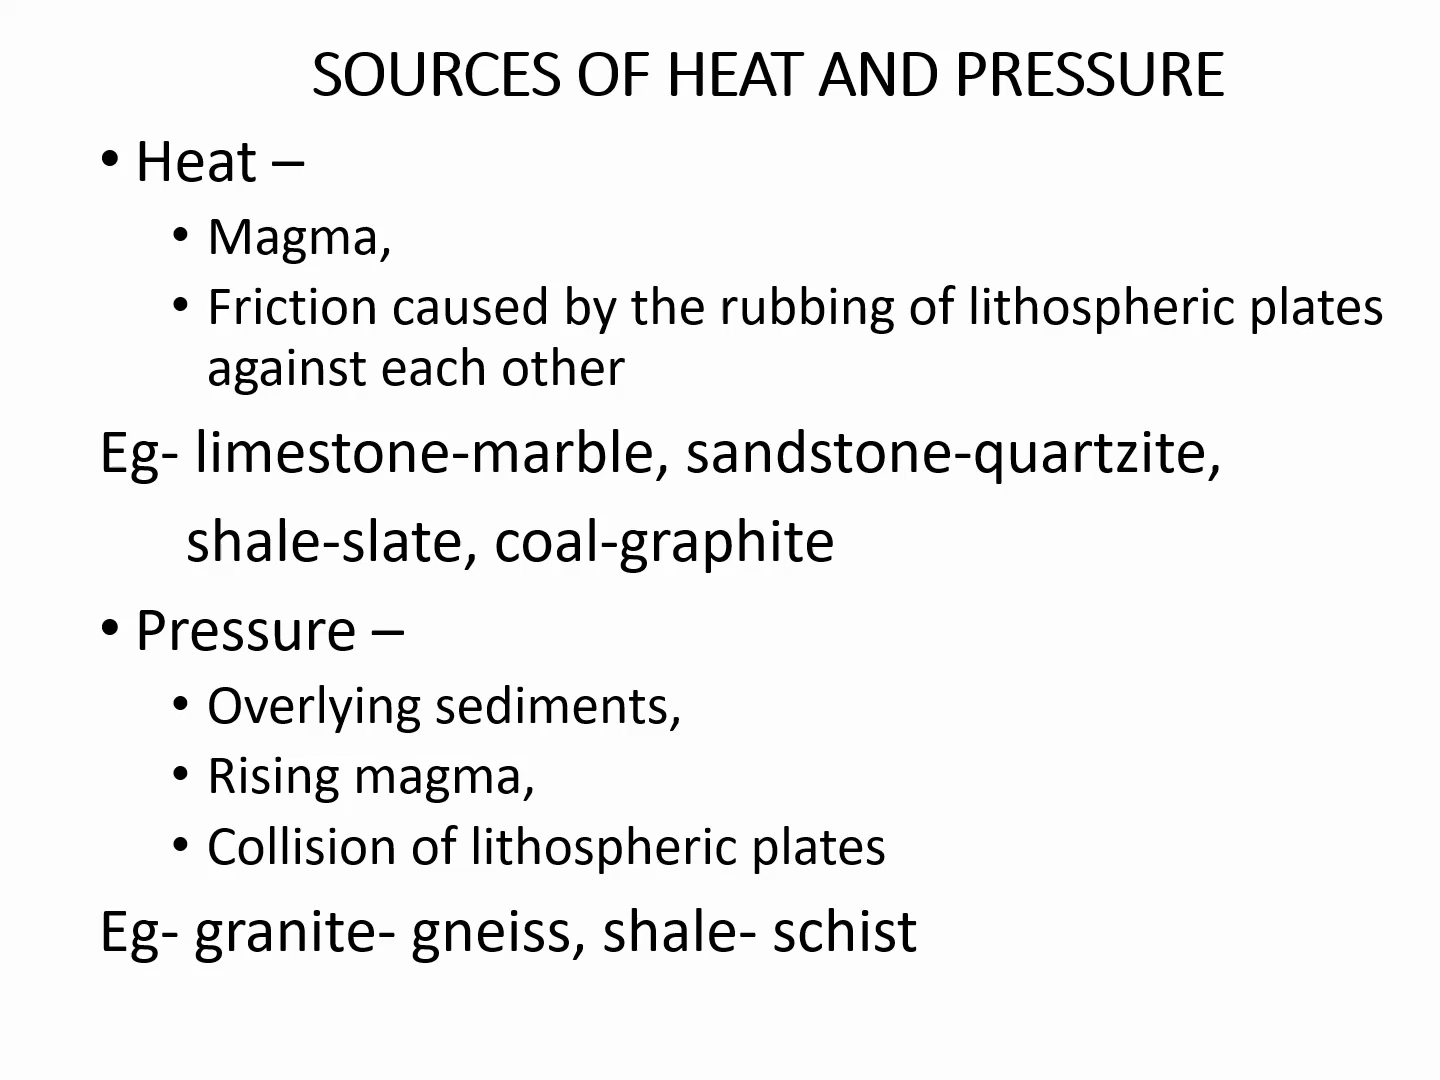 SOURCES OF HEAT AND PRESSURE
• Heat –
• Magma,
• Friction caused by the rubbing of lithospheric plates
against each other
Eg- limestone-marble, sandstone-quartzite,
shale-slate, coal-graphite
• Pressure –
• Overlying sediments,
• Rising magma,
• Collision of lithospheric plates
Eg- granite- gneiss, shale- schist